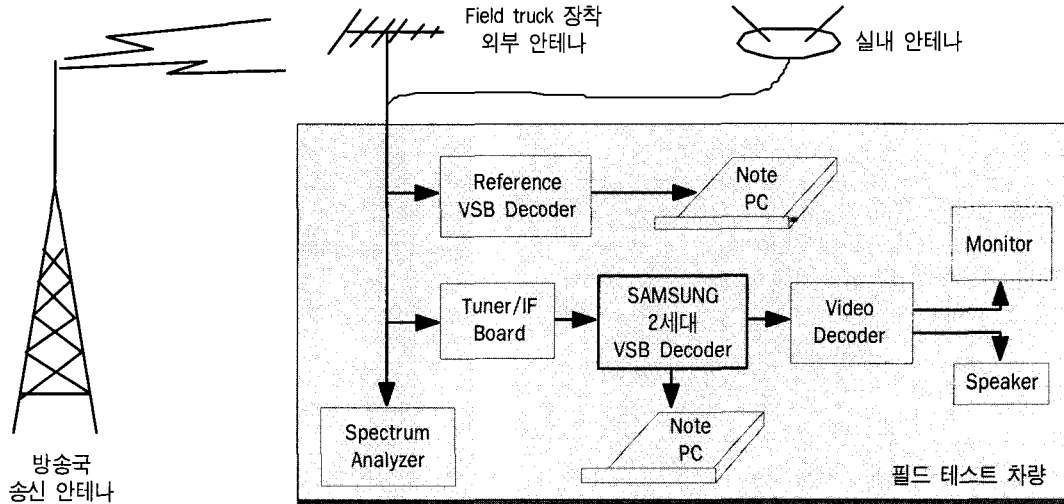 Field truck 장착
외부 안테나
실내 안테나
Reference
VSB Decoder
Note
PC
Monitor
Tuner/IF
Board
SAMSUNG
2세대
VSB Decoder
Video
Decoder
Speaker
Spectrum
Analyzer
Note
PC
필드 테스트 차량
방송국
송신 안테나